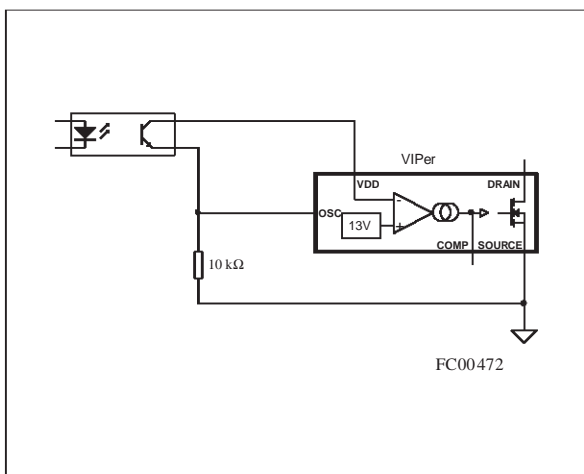 VIPer
VDD
DRAIN
-
OSC
13V
+
COMP
SOURCE
10 kΩ
FC00472